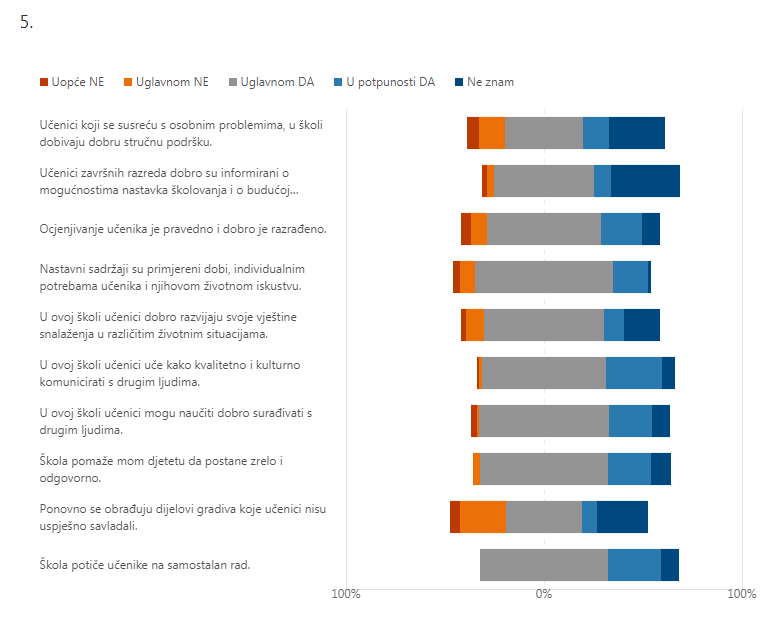 5.
Uopće NE Uglavnom NE Uglavnom DA U potpunosti DA Ne znam
Učenici koji se susreću s osobnim problemima, u školi
dobivaju dobru stručnu podršku.
Učenici završnih razreda dobro su informirani o
mogućnostima nastavka školovanja i o budućoj...
Ocjenjivanje učenika je pravedno i dobro je razrađeno.
Nastavni sadržaji su primjereni dobi, individualnim
potrebama učenika i njihovom životnom iskustvu.
U ovoj školi učenici dobro razvijaju svoje vještine
snalaženja u različitim životnim situacijama.
U ovoj školi učenici uče kako kvalitetno i kulturno
komunicirati s drugim ljudima.
U ovoj školi učenici mogu naučiti dobro surađivati s
drugim ljudima.
Škola pomaže mom djetetu da postane zrelo i
odgovorno.
Ponovno se obrađuju dijelovi gradiva koje učenici nisu
uspješno savladali.
Škola potiče učenike na samostalan rad.
100% 0% 100%